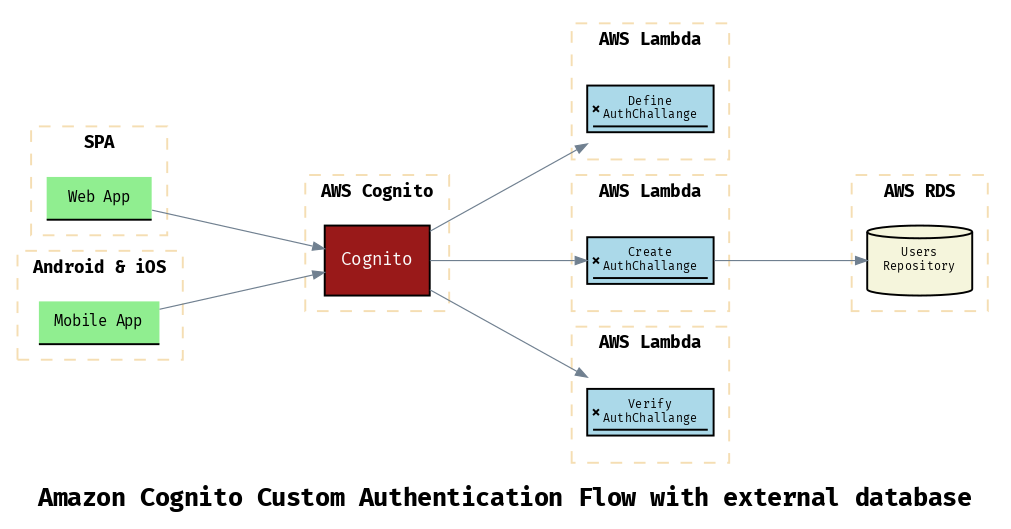 SPA
Web App
Android & iOS
Mobile App
AWS Cognito
Cognito
AWS Lambda
Define
AuthChallange
AWS Lambda
Create
AuthChallange
AWS Lambda
Verify
AuthChallange
AWS RDS
Users
Repository
Amazon Cognito Custom Authentication Flow with external database